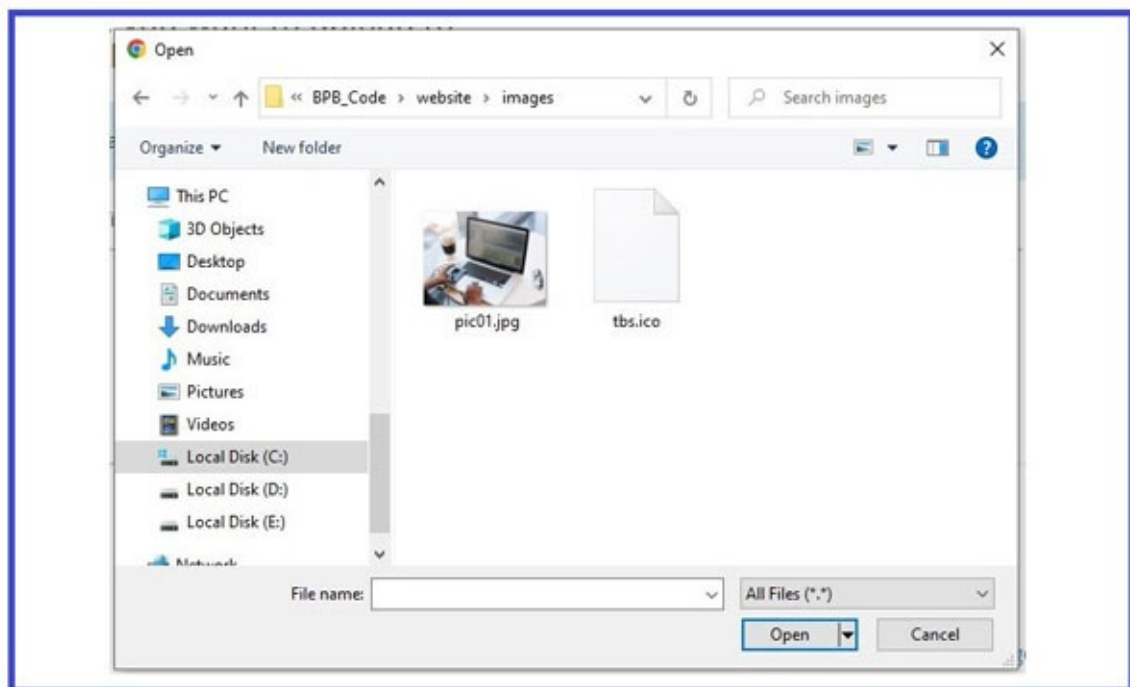 Open
« BPB_Code › website › images
Search images
Organize
New folder
This PC
3D Objects
Desktop
Documents
Downloads
Music
Pictures
Videos
Local Disk (C:)
Local Disk (D:)
Local Disk (E:)
Network
pic01.jpg
tbs.ico
File name:
All Files (*.*)
Open
Cancel